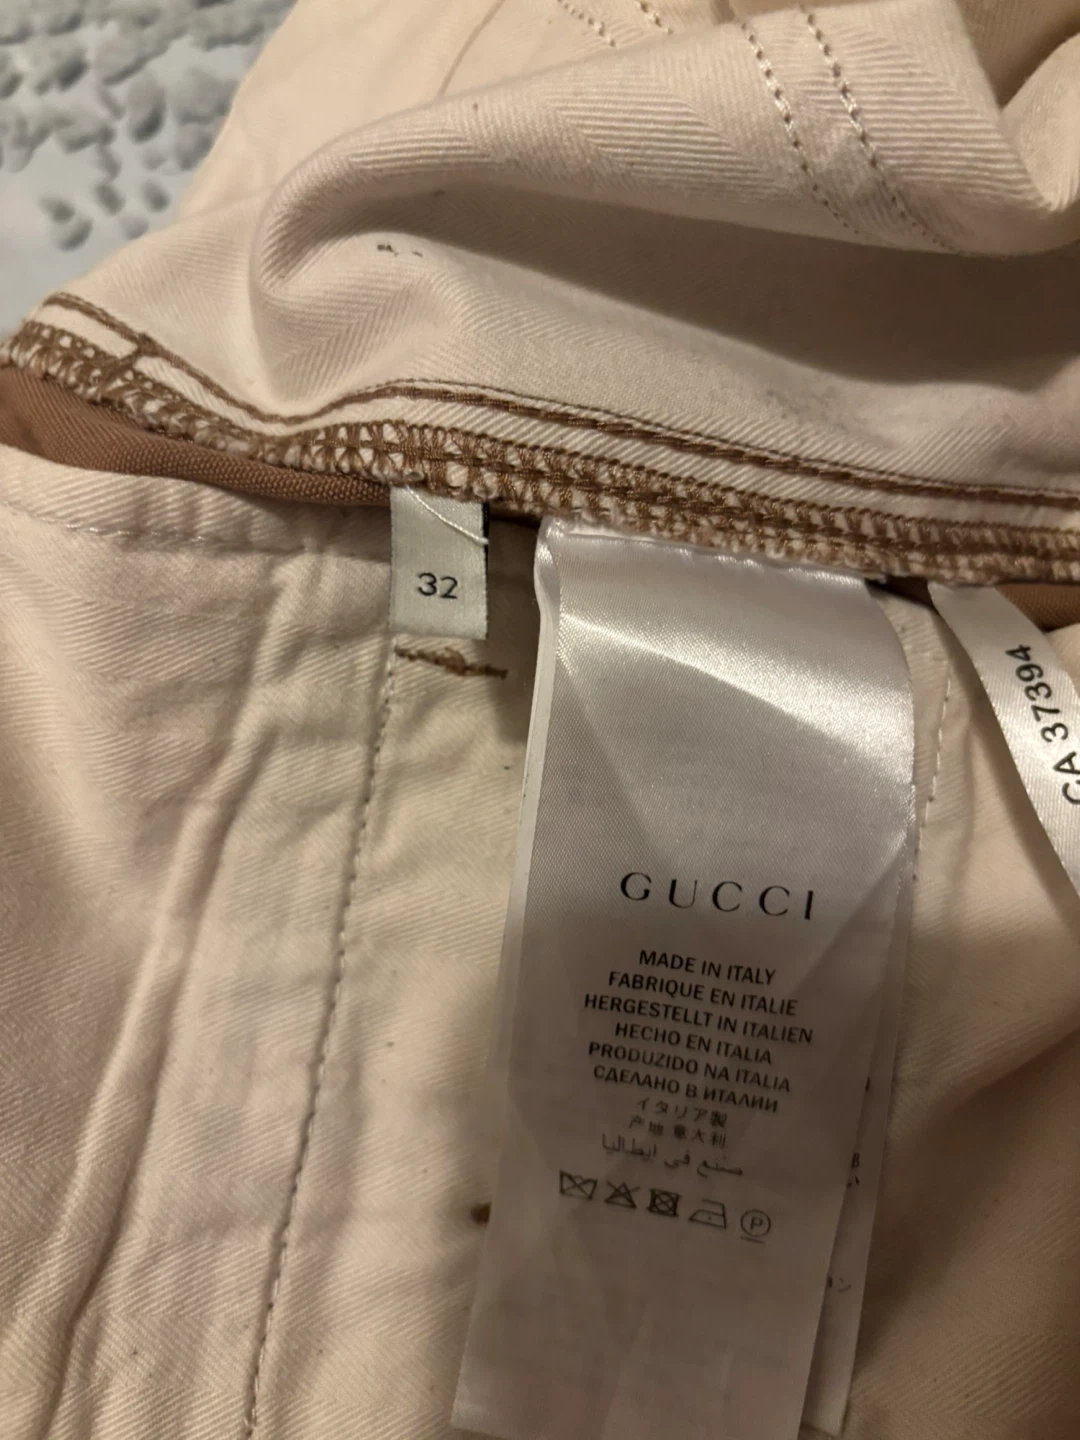 32
CA 37394
GUCCI
MADE IN ITALY
FABRIQUE EN ITALIE
HERGESTELLT IN ITALIEN
HECHO EN ITALIA
PRODUZIDO NA ITALIA
СДЕЛАНО В ИТАЛИИ
イタリア製
产地 意大利
صنع في ايطاليا
P